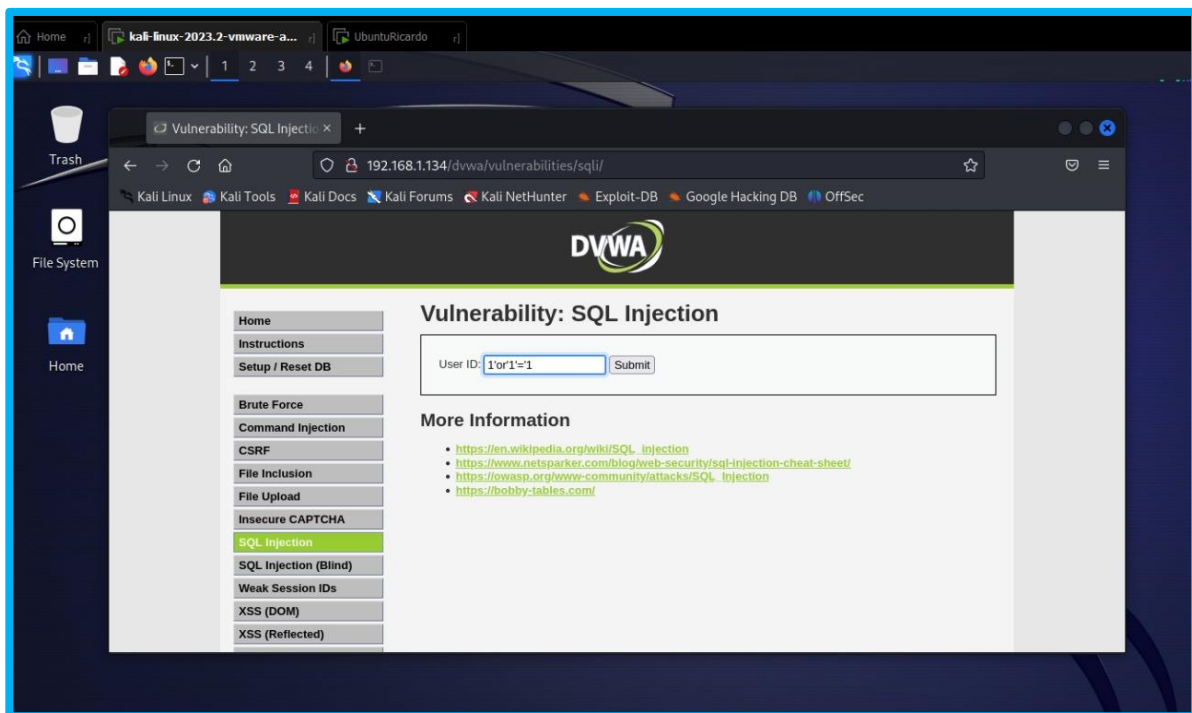 Home
kali-linux-2023.2-vmware-a...
UbuntuRicardo
1 2 3 4
Vulnerability: SQL Injectio
192.168.1.134/dvwa/vulnerabilities/sqli/
Kali Linux Kali Tools Kali Docs Kali Forums Kali NetHunter Exploit-DB Google Hacking DB OffSec
Trash
File System
Home
DVWA
Home
Instructions
Setup / Reset DB
Brute Force
Command Injection
CSRF
File Inclusion
File Upload
Insecure CAPTCHA
SQL Injection
SQL Injection (Blind)
Weak Session IDs
XSS (DOM)
XSS (Reflected)
Vulnerability: SQL Injection
User ID: 1'or'1'='1 Submit
More Information
https://en.wikipedia.org/wiki/SQL_injection
https://www.netsparker.com/blog/web-security/sql-injection-cheat-sheet/
https://owasp.org/www-community/attacks/SQL_Injection
https://bobby-tables.com/